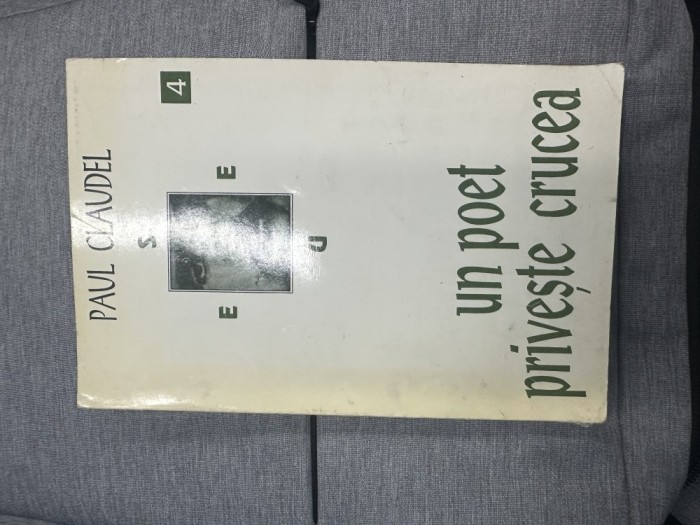 PAUL CLAUDEL
S
4
E E
D
un poet
privește crucea